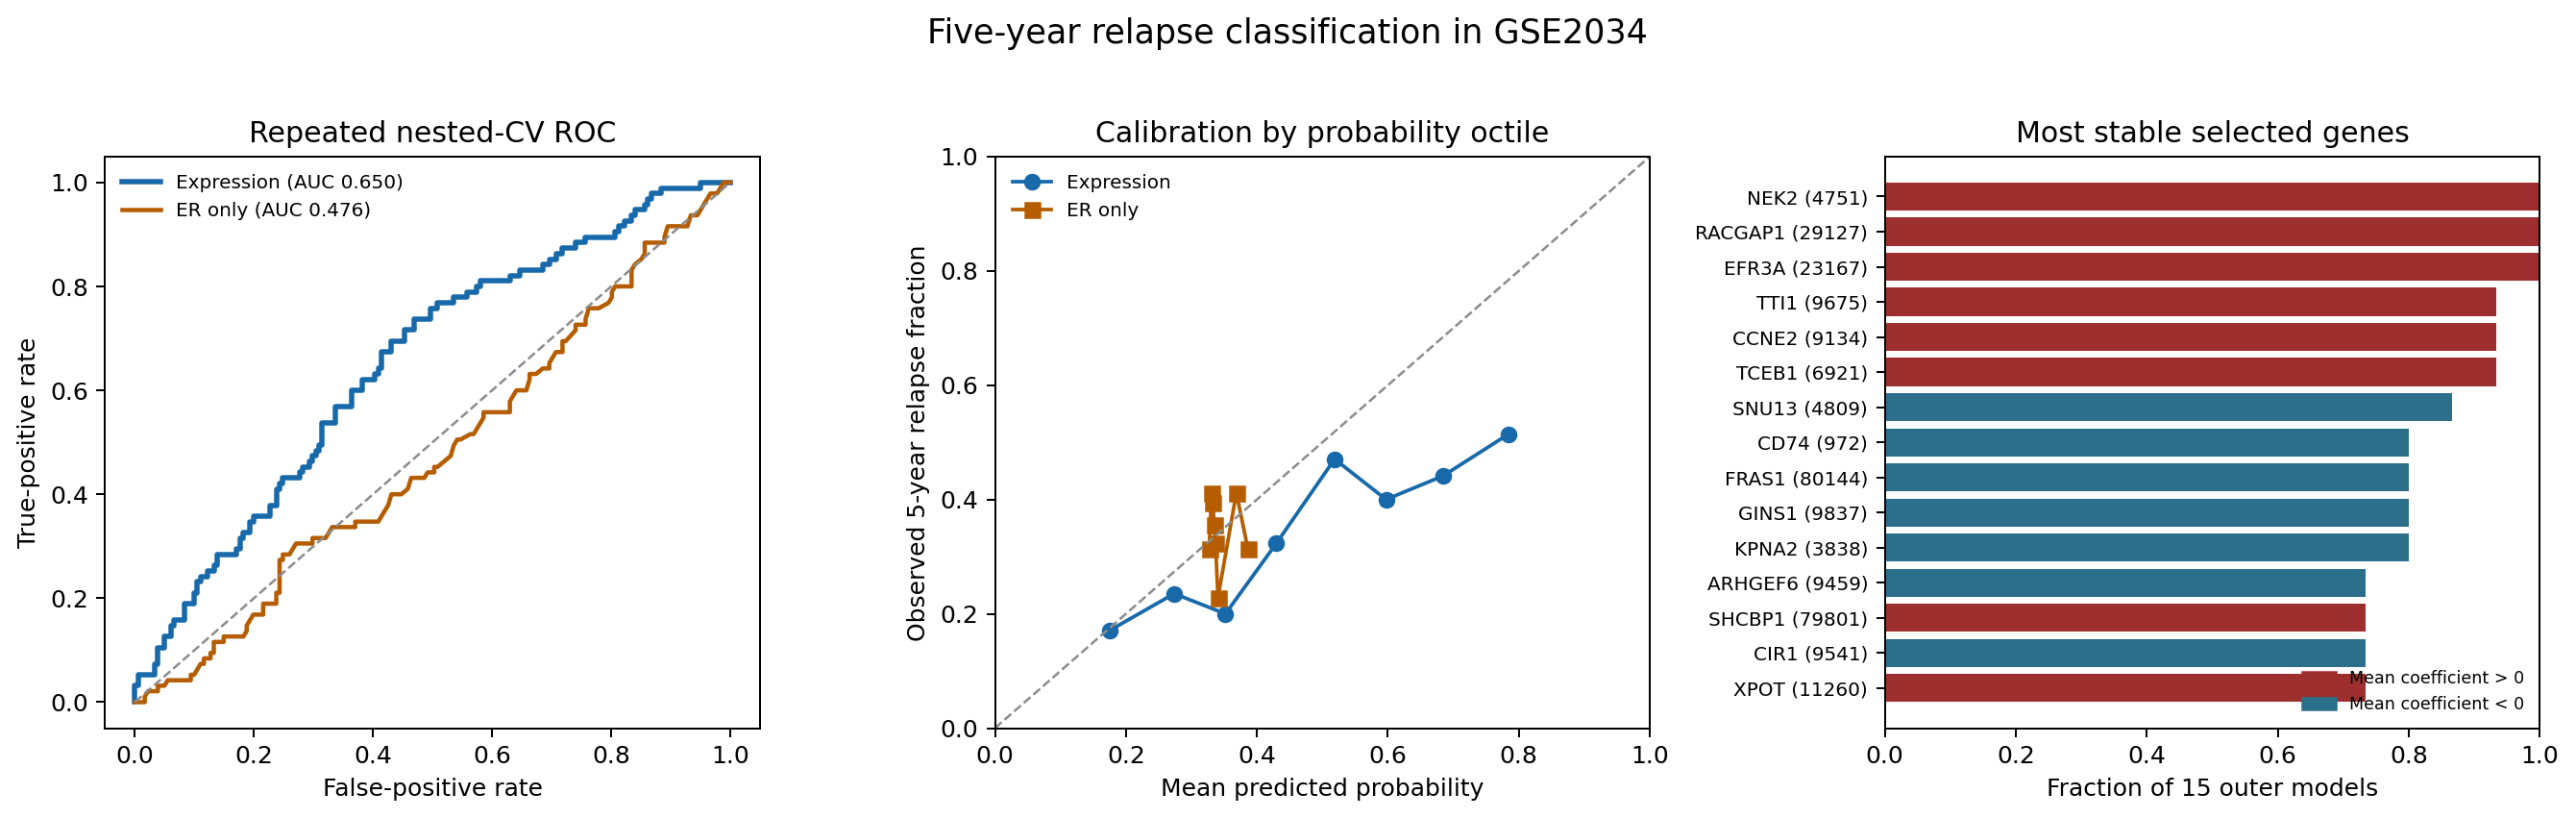 Five-year relapse classification in GSE2034
Repeated nested-CV ROC
Expression (AUC 0.650)
ER only (AUC 0.476)
True-positive rate
1.0
0.8
0.6
0.4
0.2
0.0
0.0 0.2 0.4 0.6 0.8 1.0
False-positive rate
Calibration by probability octile
Expression
ER only
Observed 5-year relapse fraction
1.0
0.8
0.6
0.4
0.2
0.0
0.0 0.2 0.4 0.6 0.8 1.0
Mean predicted probability
Most stable selected genes
NEK2 (4751)
RACGAP1 (29127)
EFR3A (23167)
TTI1 (9675)
CCNE2 (9134)
TCEB1 (6921)
SNU13 (4809)
CD74 (972)
FRAS1 (80144)
GINS1 (9837)
KPNA2 (3838)
ARHGEF6 (9459)
SHCBP1 (79801)
CIR1 (9541)
XPOT (11260)
Mean coefficient > 0
Mean coefficient < 0
0.0 0.2 0.4 0.6 0.8 1.0
Fraction of 15 outer models